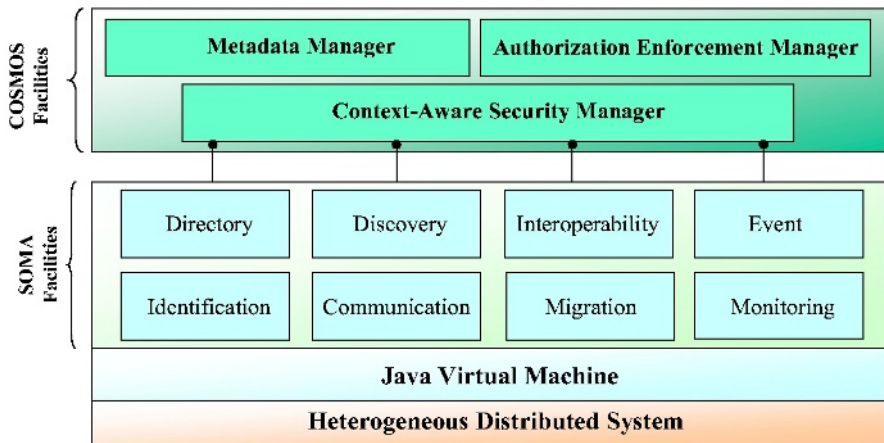 COSMOS
Facilities
Metadata Manager
Authorization Enforcement Manager
Context-Aware Security Manager
SOMA
Facilities
Directory
Discovery
Interoperability
Event
Identification
Communication
Migration
Monitoring
Java Virtual Machine
Heterogeneous Distributed System